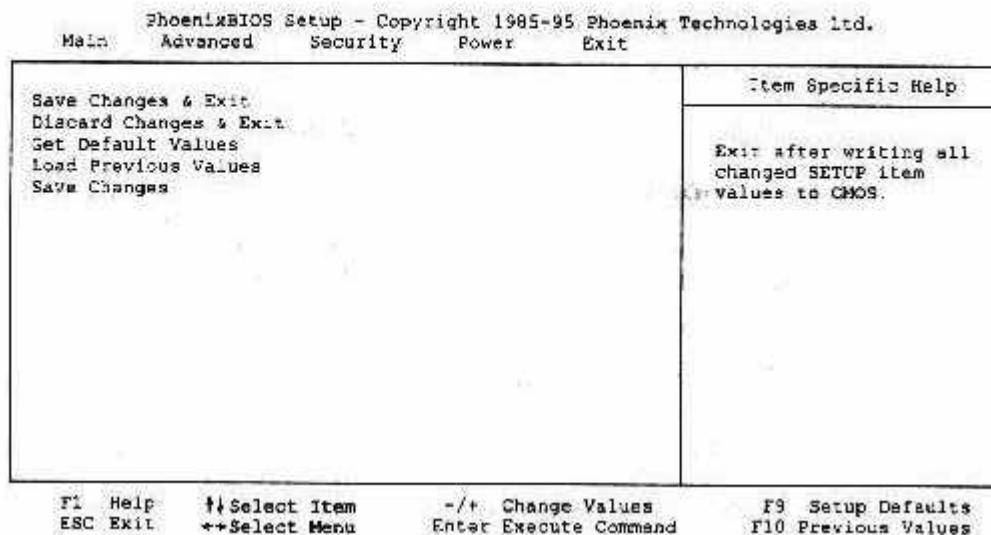 PhoenixBIOS Setup - Copyright 1985-95 Phoenix Technologies Ltd.
Main Advanced Security Power Exit
Save Changes & Exit
Discard Changes & Exit
Get Default Values
Load Previous Values
Save Changes
Item Specific Help
Exit after writing all
changed SETUP item
values to CMOS.
F1 Help ↑↓Select Item -/+ Change Values F9 Setup Defaults
ESC Exit ←→Select Menu Enter Execute Command F10 Previous Values